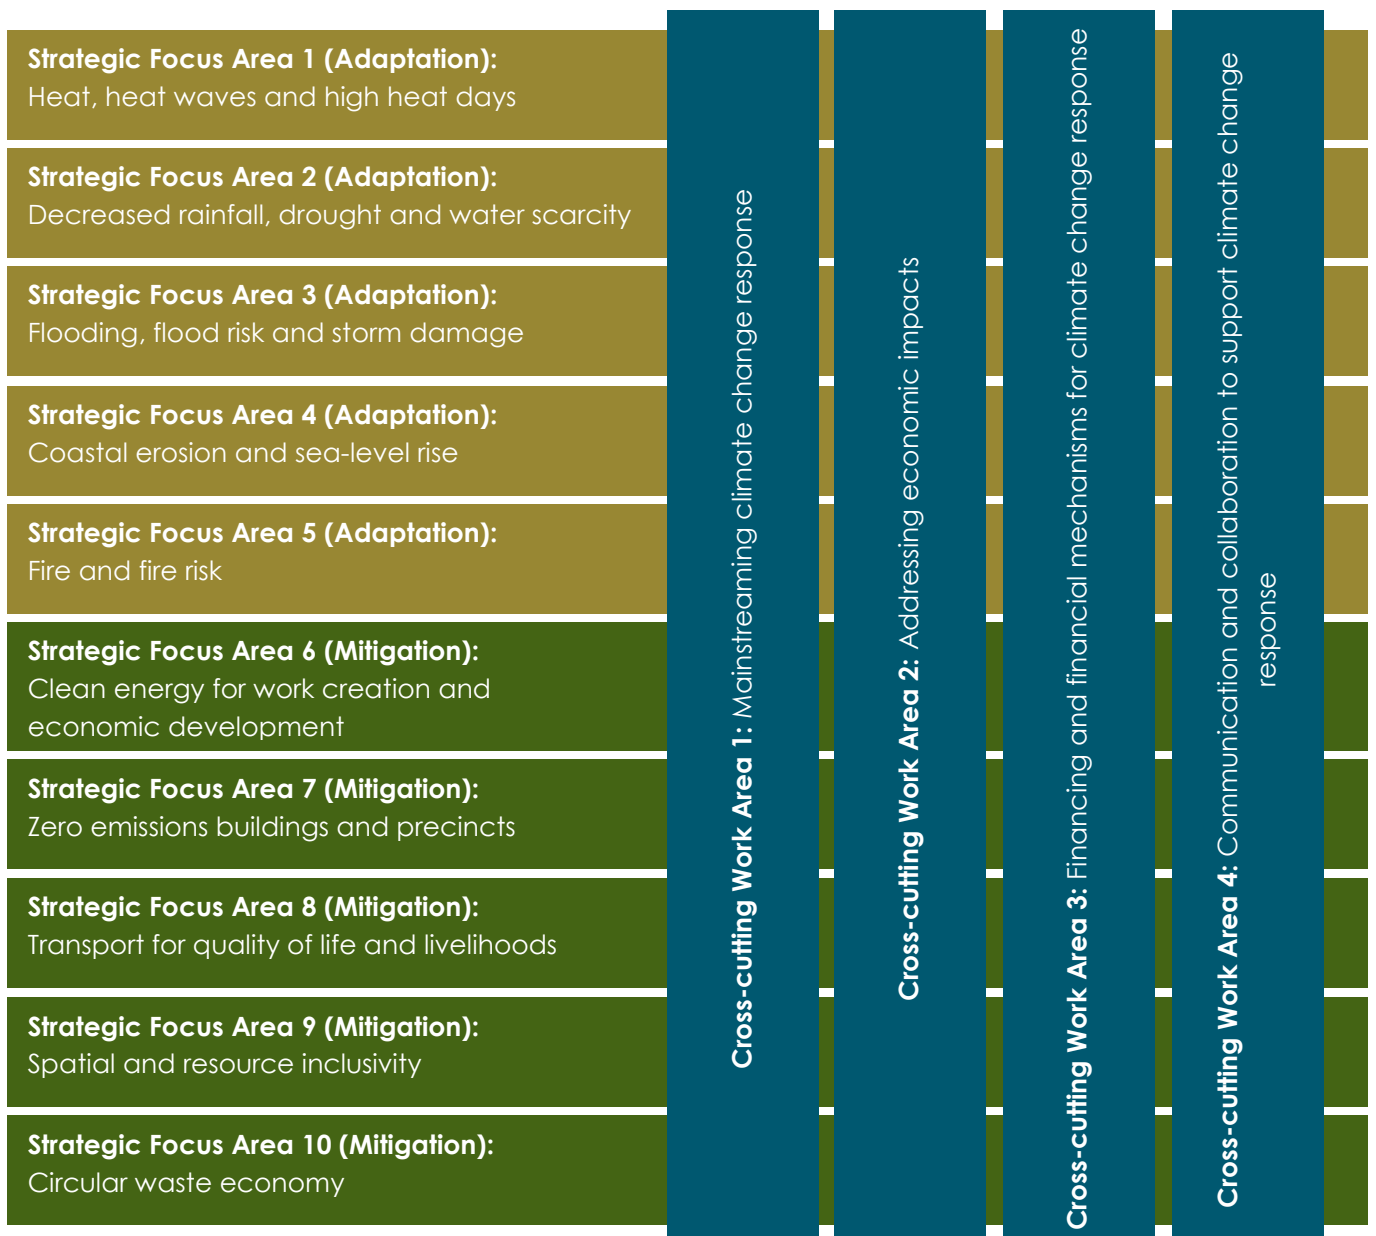 Strategic Focus Area 1 (Adaptation):
Heat, heat waves and high heat days
Strategic Focus Area 2 (Adaptation):
Decreased rainfall, drought and water scarcity
Strategic Focus Area 3 (Adaptation):
Flooding, flood risk and storm damage
Strategic Focus Area 4 (Adaptation):
Coastal erosion and sea-level rise
Strategic Focus Area 5 (Adaptation):
Fire and fire risk
Strategic Focus Area 6 (Mitigation):
Clean energy for work creation and
economic development
Strategic Focus Area 7 (Mitigation):
Zero emissions buildings and precincts
Strategic Focus Area 8 (Mitigation):
Transport for quality of life and livelihoods
Strategic Focus Area 9 (Mitigation):
Spatial and resource inclusivity
Strategic Focus Area 10 (Mitigation):
Circular waste economy
Cross-cutting Work Area 1: Mainstreaming climate change response
Cross-cutting Work Area 2: Addressing economic impacts
Cross-cutting Work Area 3: Financing and financial mechanisms for climate change response
Cross-cutting Work Area 4: Communication and collaboration to support climate change
response